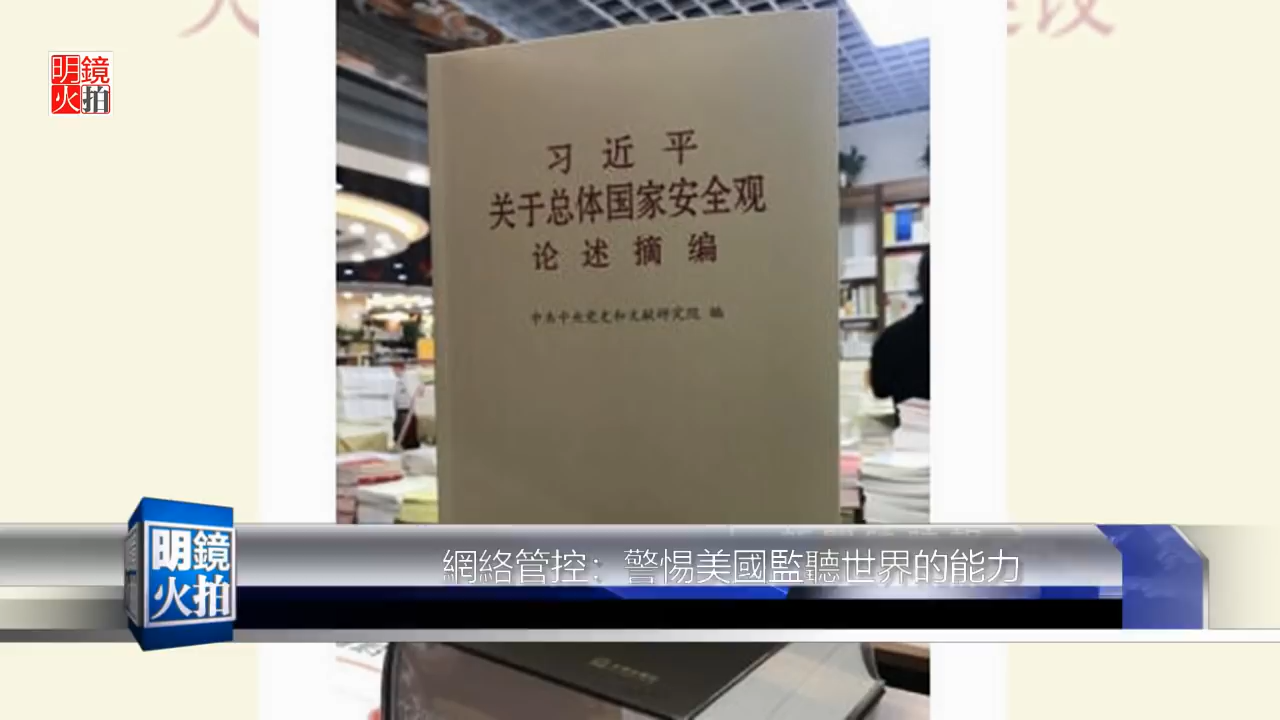 明鏡
火拍
习近平
关于总体国家安全观
论述摘编
中共中央党史和文献研究院 编
明鏡
火拍
網絡管控：警惕美國監聽世界的能力